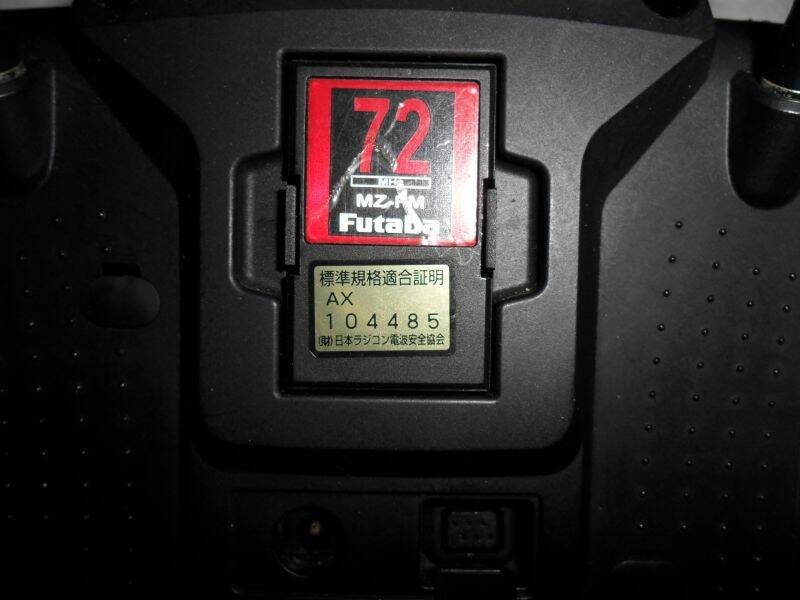 72
MHz
MZ-FM
Futaba
標準規格適合証明
AX
104485
(財)日本ラジコン電波安全協会